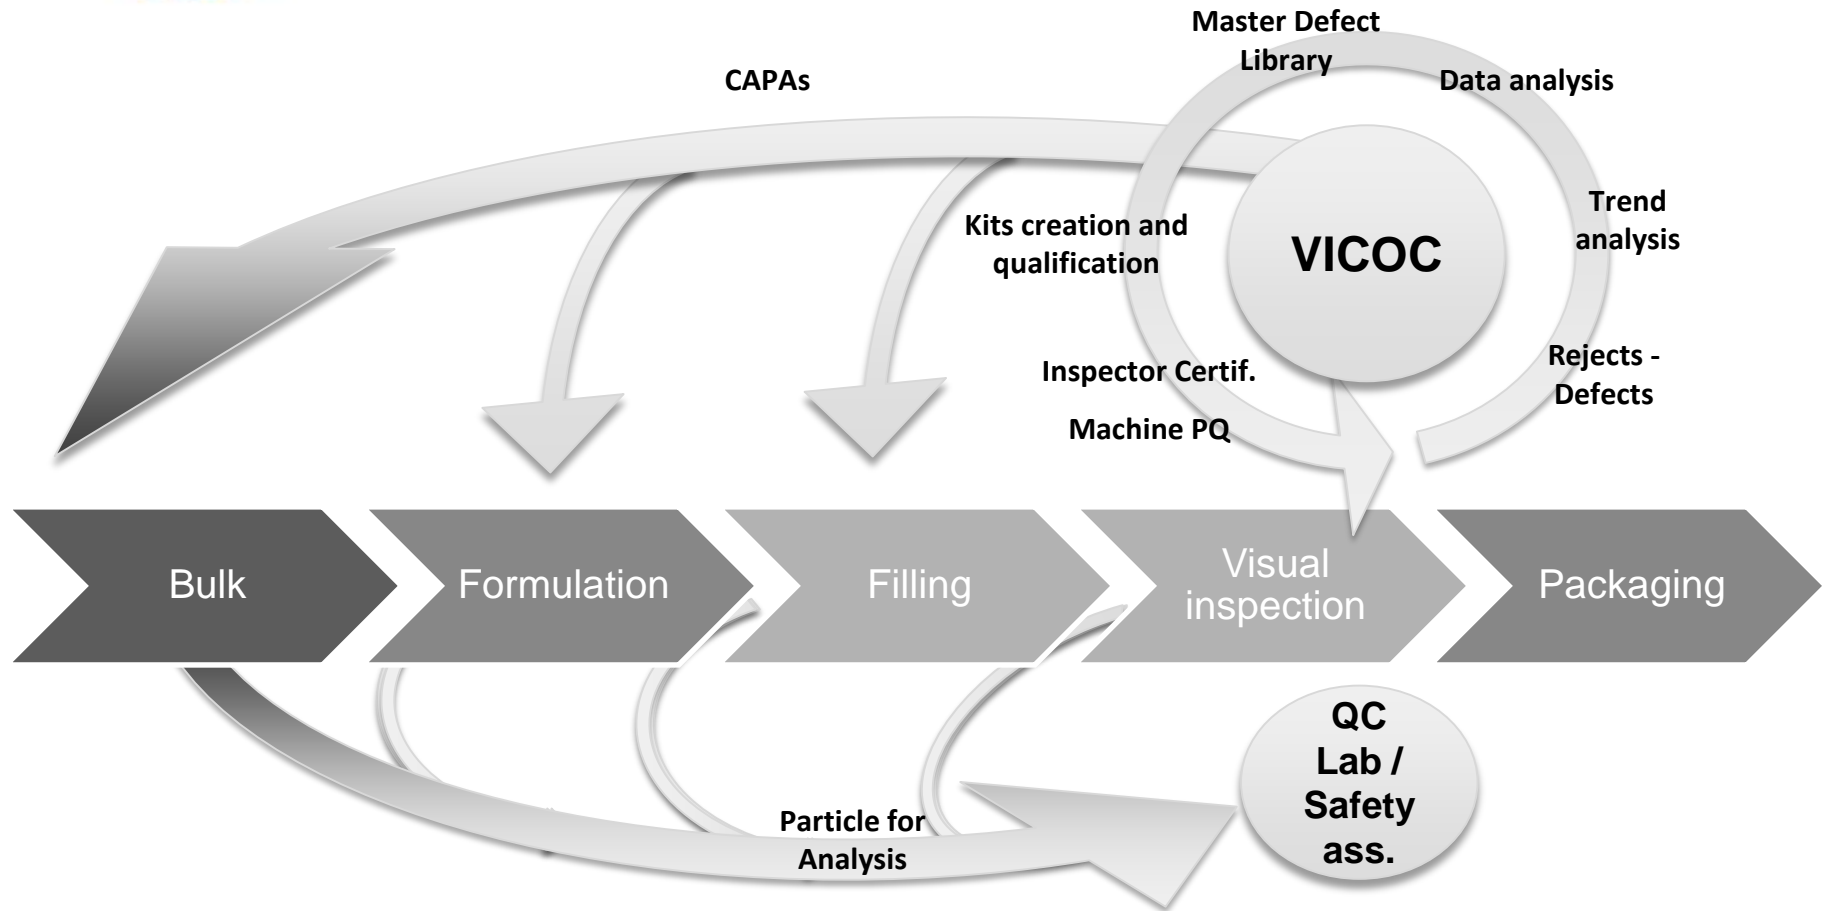 Master Defect
Library
CAPAs
Data analysis
Trend
analysis
Kits creation and
qualification
VICOC
Rejects -
Defects
Inspector Certif.
Machine PQ
Bulk
Formulation
Filling
Visual
inspection
Packaging
QC
Lab /
Safety
ass.
Particle for
Analysis